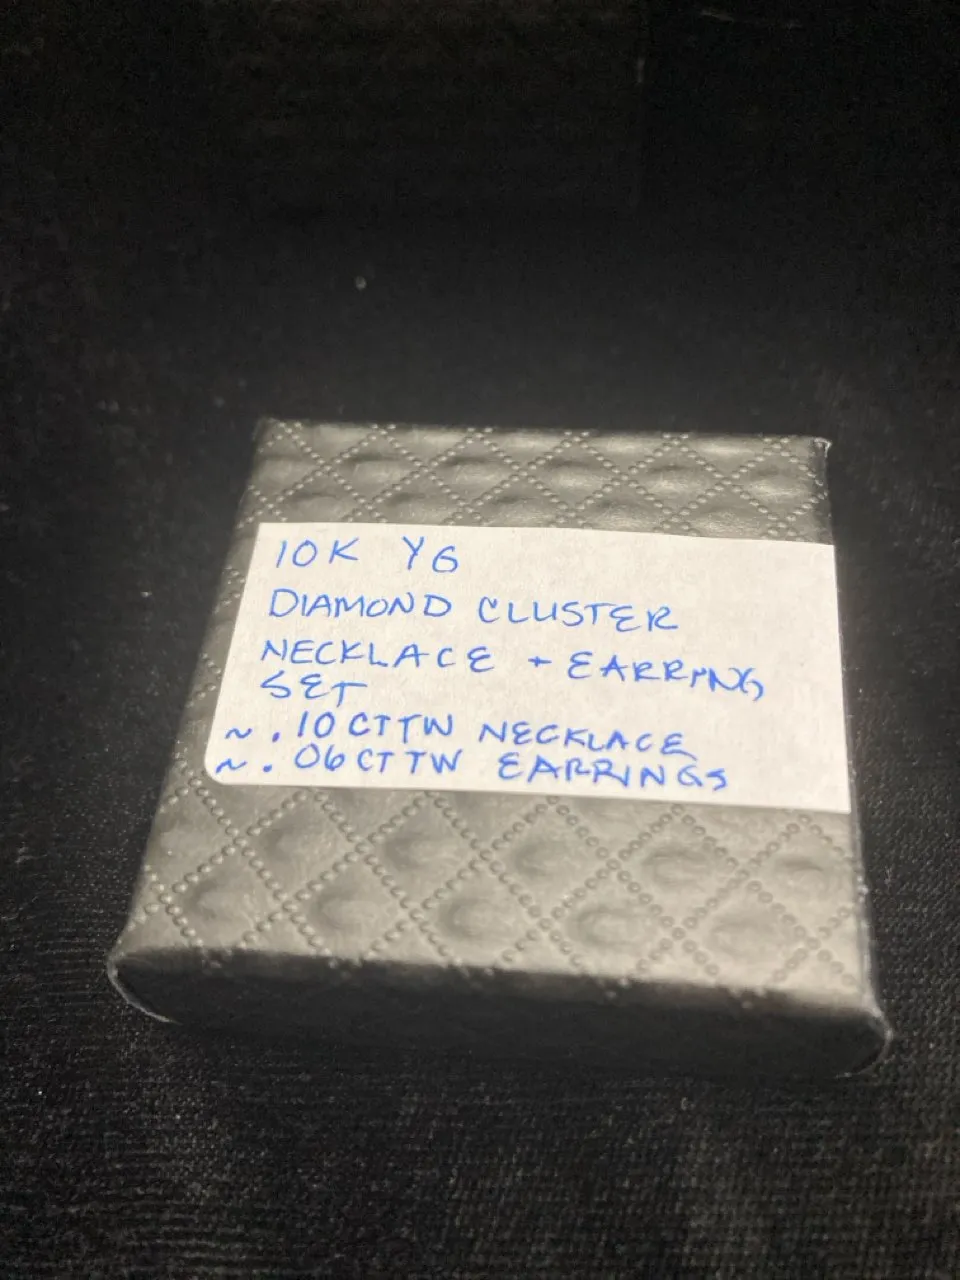 10K YG
DIAMOND CLUSTER
NECKLACE + EARRING
SET
~ .10 CTTW NECKLACE
~ .06 CTTW EARRINGS